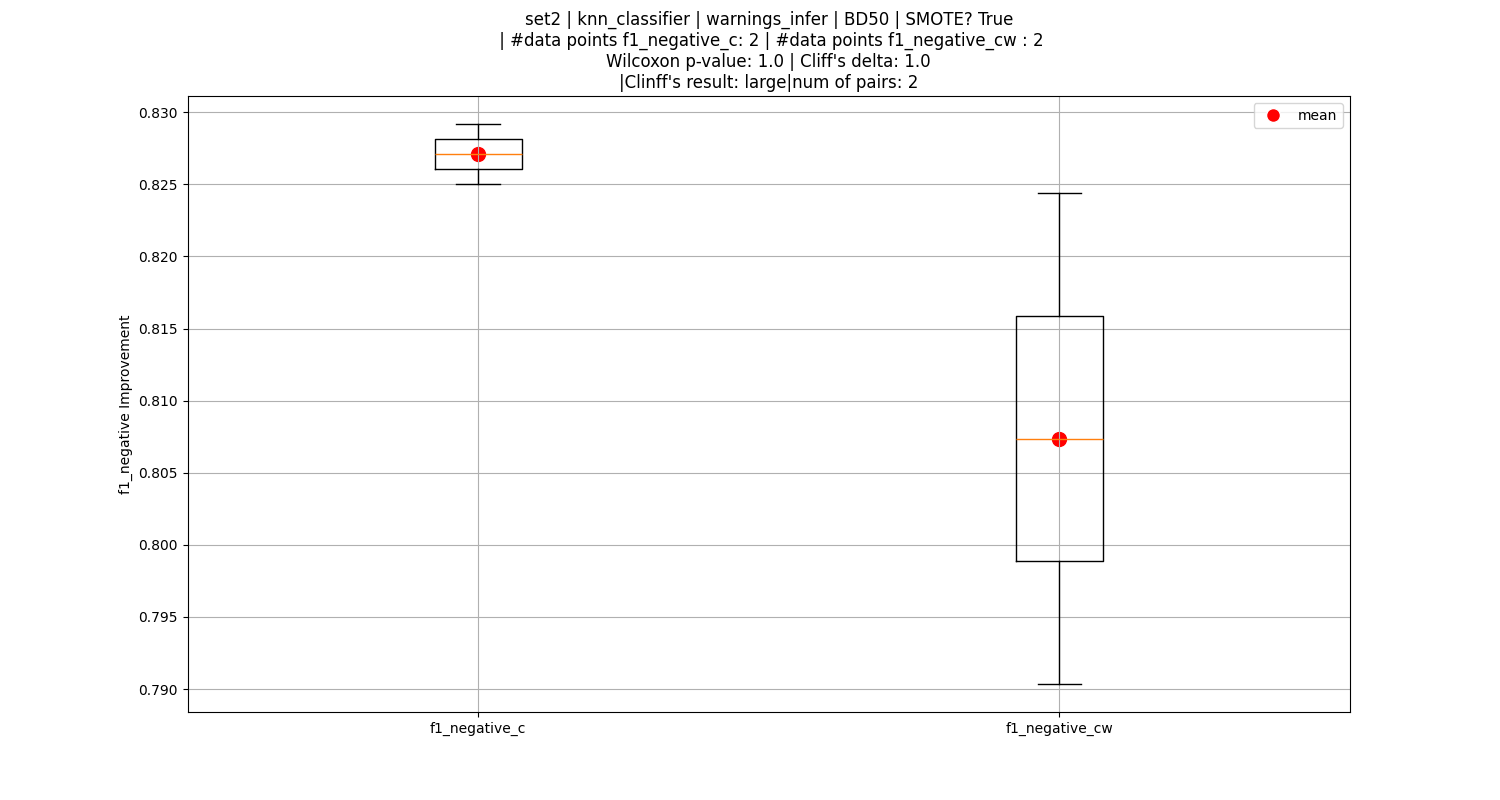 set2 | knn_classifier | warnings_infer | BD50 | SMOTE? True
| #data points f1_negative_c: 2 | #data points f1_negative_cw : 2
Wilcoxon p-value: 1.0 | Cliff's delta: 1.0
|Clinff's result: large|num of pairs: 2
mean
f1_negative Improvement
0.830
0.825
0.820
0.815
0.810
0.805
0.800
0.795
0.790
f1_negative_c
f1_negative_cw